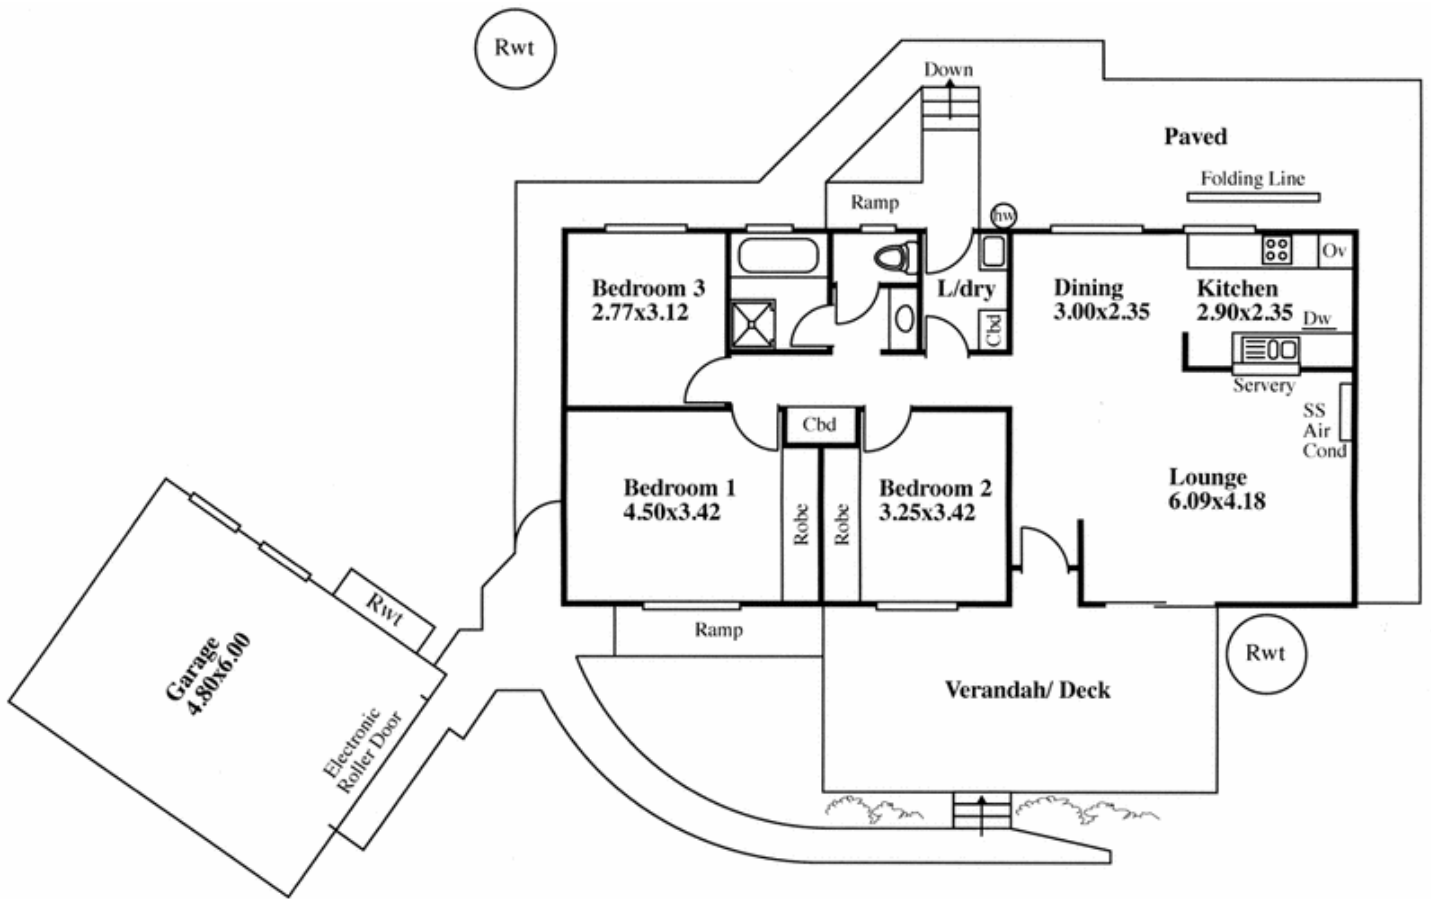 Rwt
Down
Paved
Folding Line
Ramp
hw
Ov
Bedroom 3
2.77x3.12
L/dry
Dining
3.00x2.35
Kitchen
2.90x2.35
Cbd
Dw
Servery
SS
Air
Cond
Cbd
Bedroom 1
4.50x3.42
Robe
Robe
Bedroom 2
3.25x3.42
Lounge
6.09x4.18
Rwt
Ramp
Rwt
Garage
4.80x6.00
Verandah/ Deck
Electronic
Roller Door